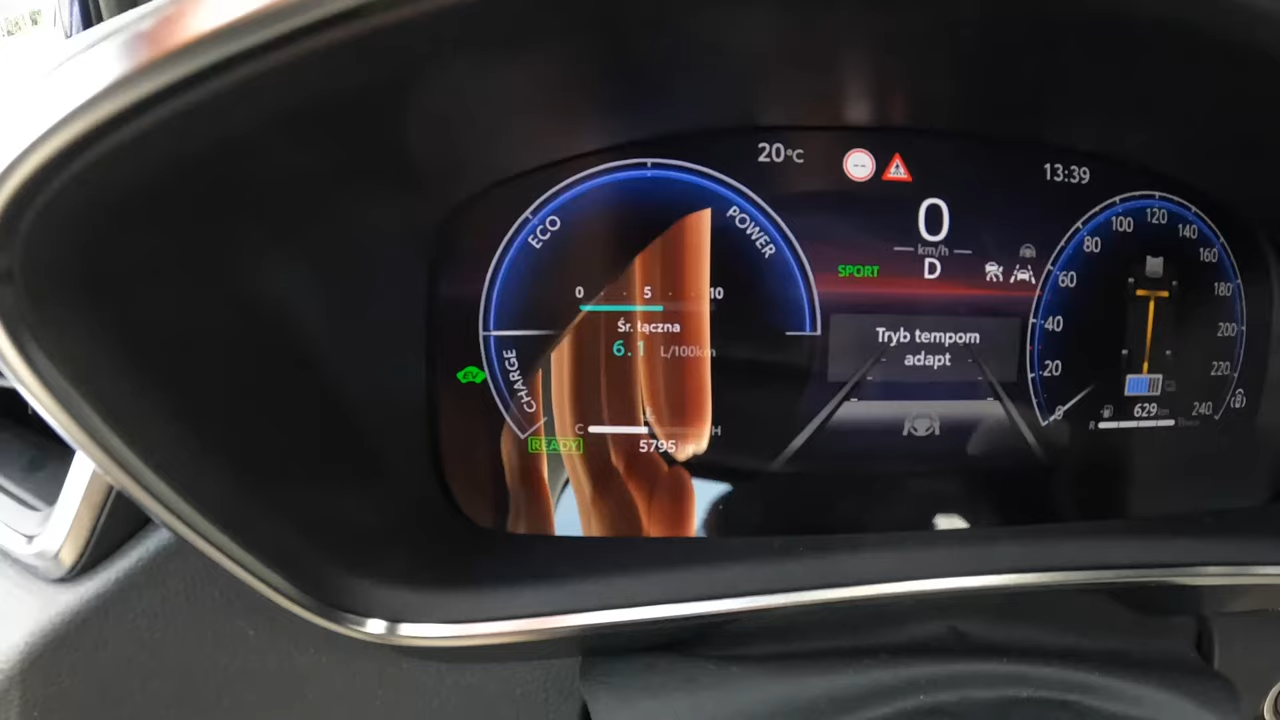 20°C
--
13:39
ECO
POWER
CHARGE
0 5 10
Śr. łączna
6.1 L/100km
EV
C H
READY
5795
0
km/h
SPORT
D
Tryb tempom
adapt
0 20 40 60 80 100 120 140 160 180 200 220 240
629 km
R